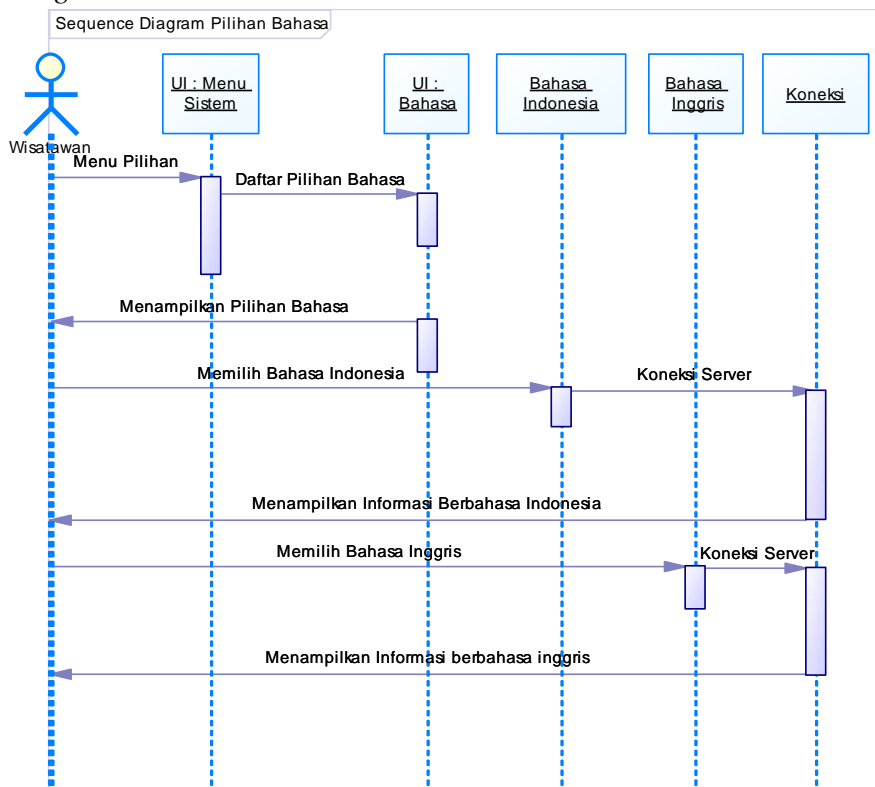 Sequence Diagram Pilihan Bahasa
UI : Menu
Sistem
UI :
Bahasa
Bahasa
Indonesia
Bahasa
Inggris
Koneksi
Wisatawan
Menu Pilihan
Daftar Pilihan Bahasa
Menampilkan Pilihan Bahasa
Memilih Bahasa Indonesia
Koneksi Server
Menampilkan Informasi Berbahasa Indonesia
Memilih Bahasa Inggris
Koneksi Server
Menampilkan Informasi berbahasa inggris